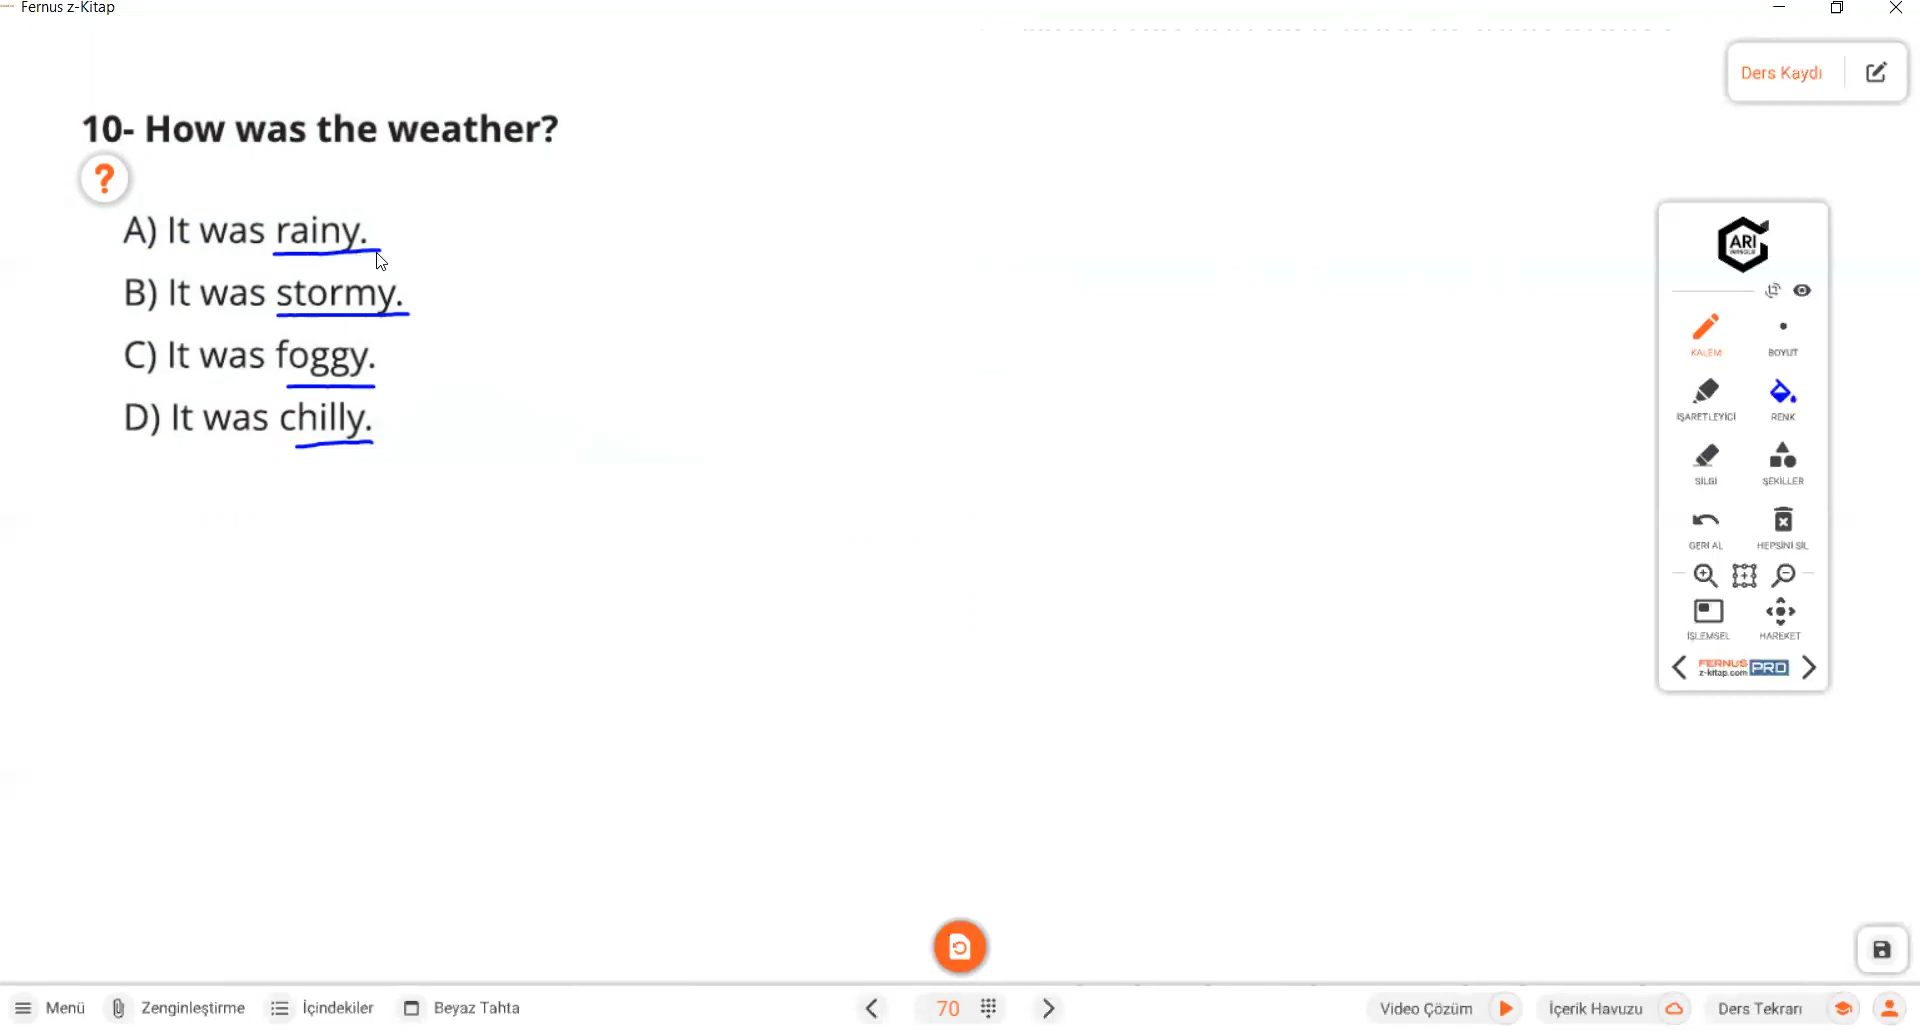 Fernus z-Kitap
Ders Kaydı
10- How was the weather?
?
A) It was rainy.
B) It was stormy.
C) It was foggy.
D) It was chilly.
ARI
KALEM
BOYUT
İŞARETLEYİCİ
RENK
SİLGİ
ŞEKİLLER
GERİ AL
HEPSİNİ SİL
İŞLEMSEL
HAREKET
FERNUS
z-kitap.com PRO
Menü
Zenginleştirme
İçindekiler
Beyaz Tahta
70
Video Çözüm
İçerik Havuzu
Ders Tekrarı